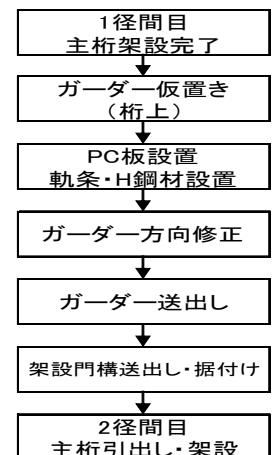 1径間目
主桁架設完了
ガーダー仮置き
(桁上)
PC板設置
軌条・H鋼材設置
ガーダー方向修正
ガーダー送出し
架設門構送出し・据付け
2径間目
主桁引出し・架設